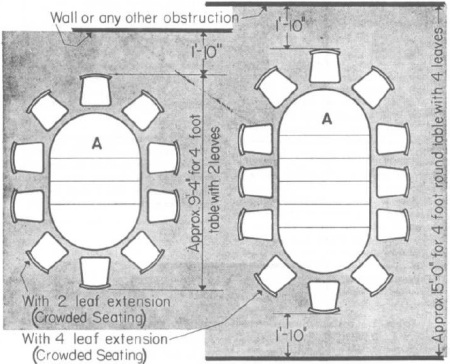 Wall or any other obstruction
1'-10"
1'-10"
A
A
Approx. 9'-4" for 4 foot
table with 2 leaves
Approx. 15'-0" for 4 foot round table with 4 leaves
With 2 leaf extension
(Crowded Seating)
With 4 leaf extension
(Crowded Seating)
1'-10"